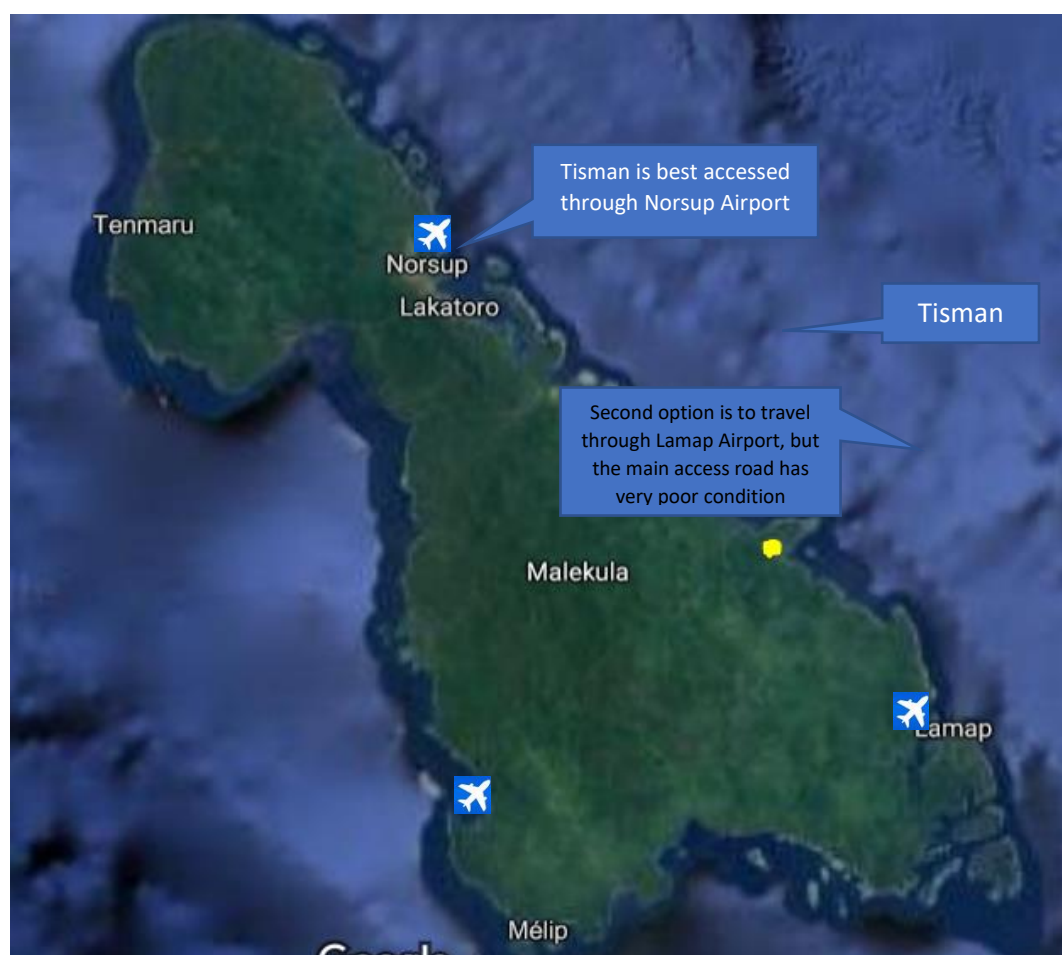 Tisman is best accessed
through Norsup Airport
Tenmaru
Norsup
Lakatoro
Tisman
Second option is to travel
through Lamap Airport, but
the main access road has
very poor condition
Malekula
Lamap
Mélip
Google